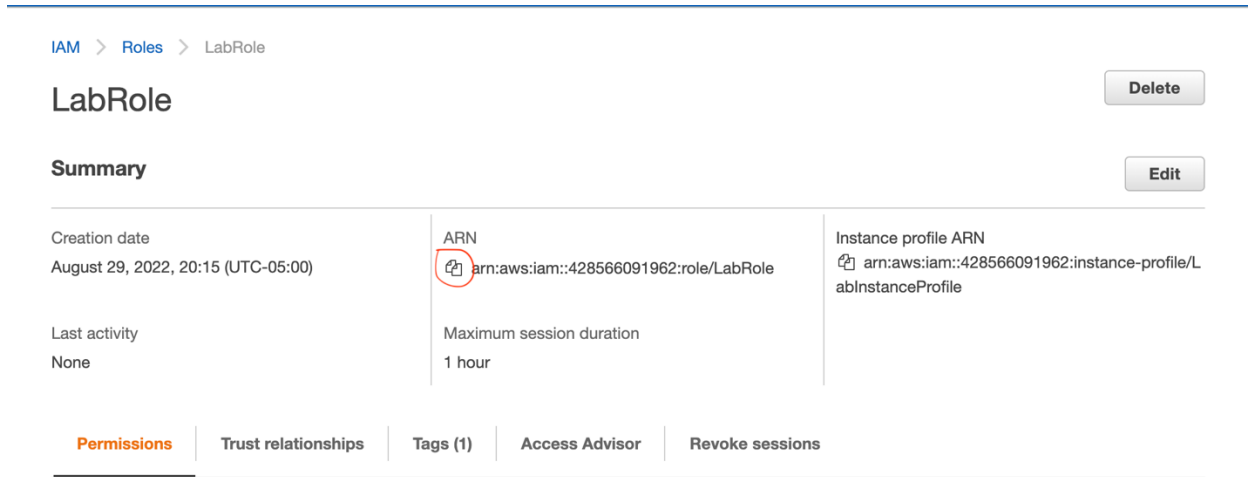 IAM > Roles > LabRole
LabRole
Delete
Summary
Edit
Creation date
August 29, 2022, 20:15 (UTC-05:00)
ARN
arn:aws:iam::428566091962:role/LabRole
Instance profile ARN
arn:aws:iam::428566091962:instance-profile/L
abInstanceProfile
Last activity
None
Maximum session duration
1 hour
Permissions
Trust relationships
Tags (1)
Access Advisor
Revoke sessions